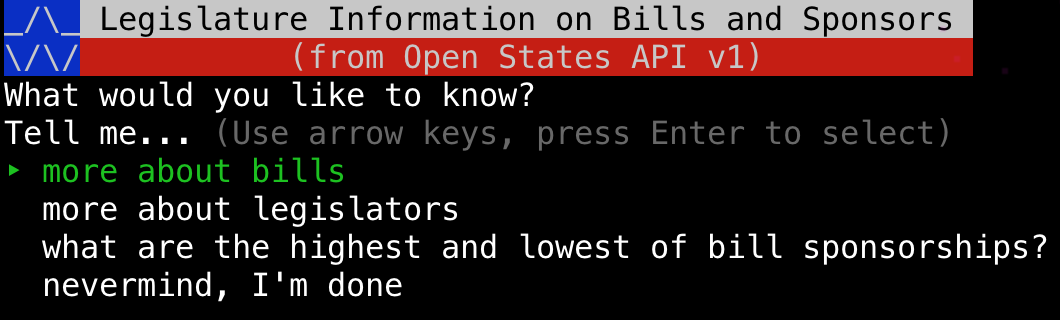 _/\_ Legislature Information on Bills and Sponsors
\/\/ (from Open States API v1)
What would you like to know?
Tell me... (Use arrow keys, press Enter to select)
‣ more about bills
more about legislators
what are the highest and lowest of bill sponsorships?
nevermind, I'm done